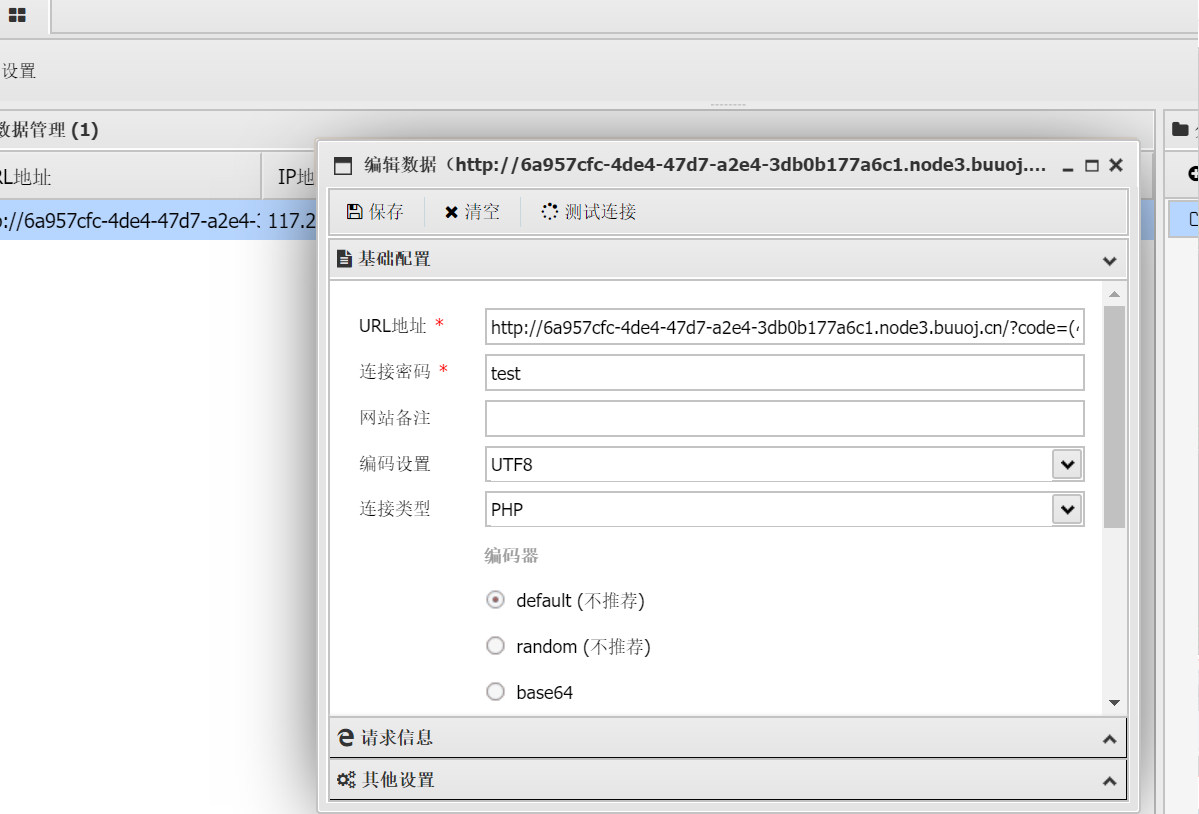 设置
数据管理 (1)
RL地址
IP地
p://6a957cfc-4de4-47d7-a2e4-3
117.2
编辑数据（http://6a957cfc-4de4-47d7-a2e4-3db0b177a6c1.node3.buuoj....
保存
清空
测试连接
基础配置
URL地址 *
http://6a957cfc-4de4-47d7-a2e4-3db0b177a6c1.node3.buuoj.cn/?code=(
连接密码 *
test
网站备注
编码设置
UTF8
连接类型
PHP
编码器
default (不推荐)
random (不推荐)
base64
请求信息
其他设置